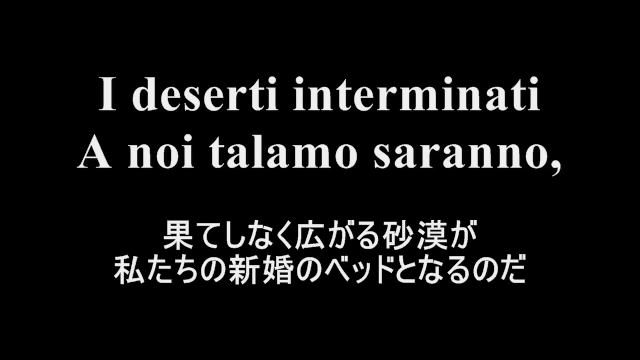 I deserti interminati
A noi talamo saranno,
果てしなく広がる砂漠が
私たちの新婚のベッドとなるのだ